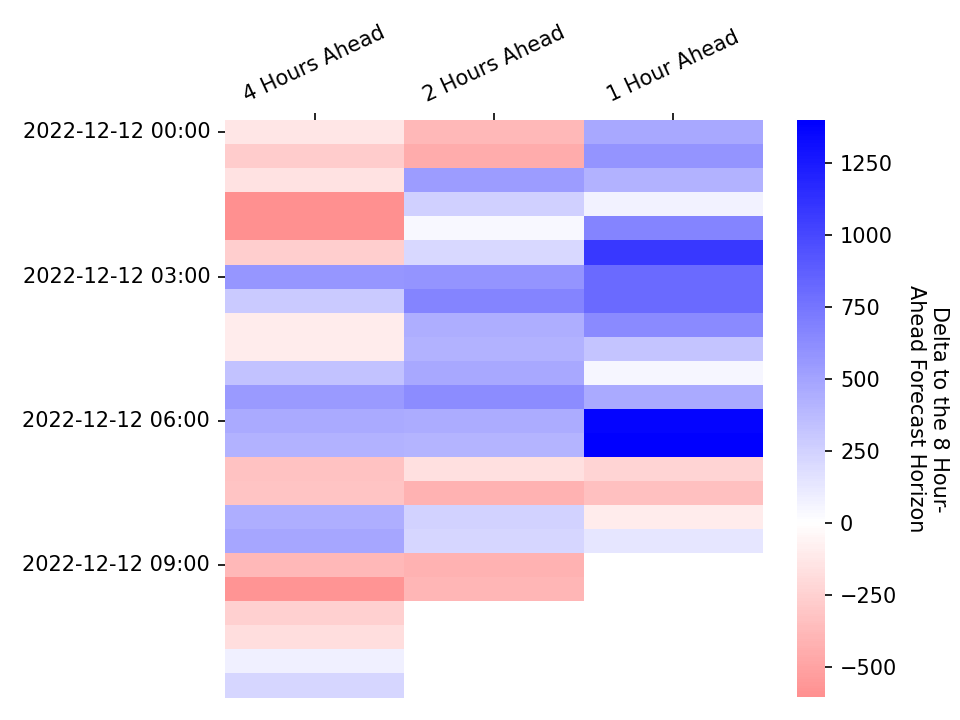 4 Hours Ahead
2 Hours Ahead
1 Hour Ahead
2022-12-12 00:00
2022-12-12 03:00
2022-12-12 06:00
2022-12-12 09:00
1250
1000
750
500
250
0
−250
−500
Delta to the 8 Hour-
Ahead Forecast Horizon